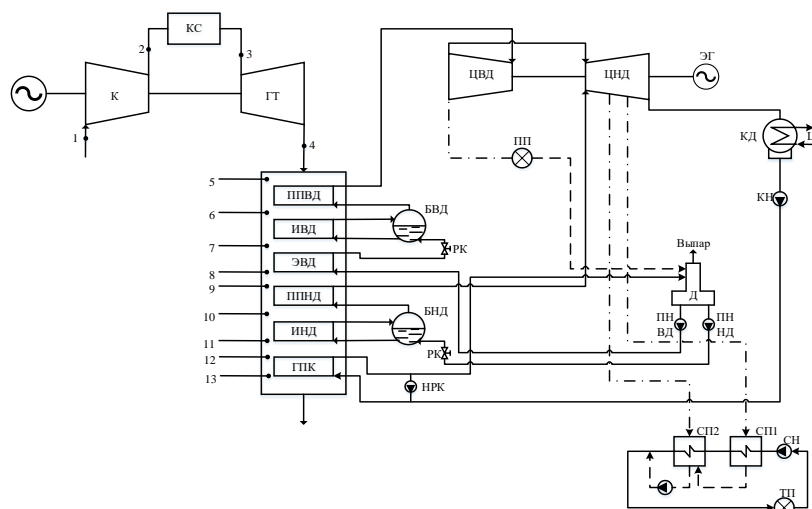 КС
2
3
К
ГТ
1
4
ЦВД
ЦНД
ЭГ
КД
Ц
ПП
КН
5
6
7
8
9
10
11
12
13
ППВД
ИВД
ЭВД
ППНД
ИНД
ГПК
БВД
РК
БНД
РК
НРК
Выпар
Д
ПН
ВД
ПН
НД
СП2
СП1
СН
ТП